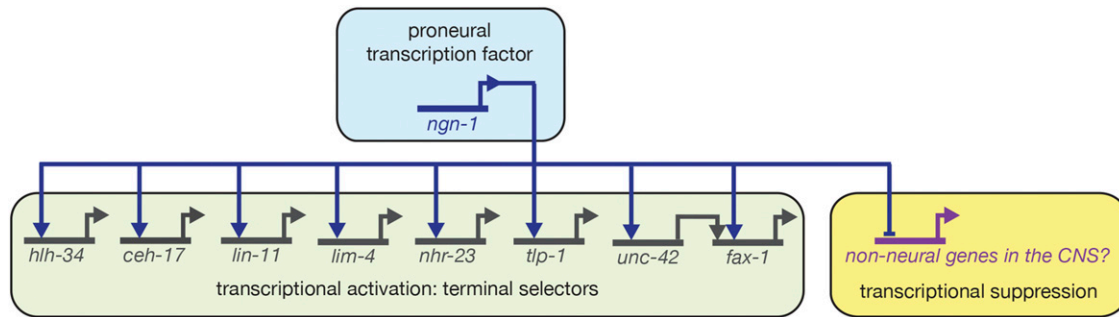 proneural
transcription factor
ngn-1
hlh-34 ceh-17 lin-11 lim-4 nhr-23 tlp-1 unc-42 fax-1
transcriptional activation: terminal selectors
non-neural genes in the CNS?
transcriptional suppression